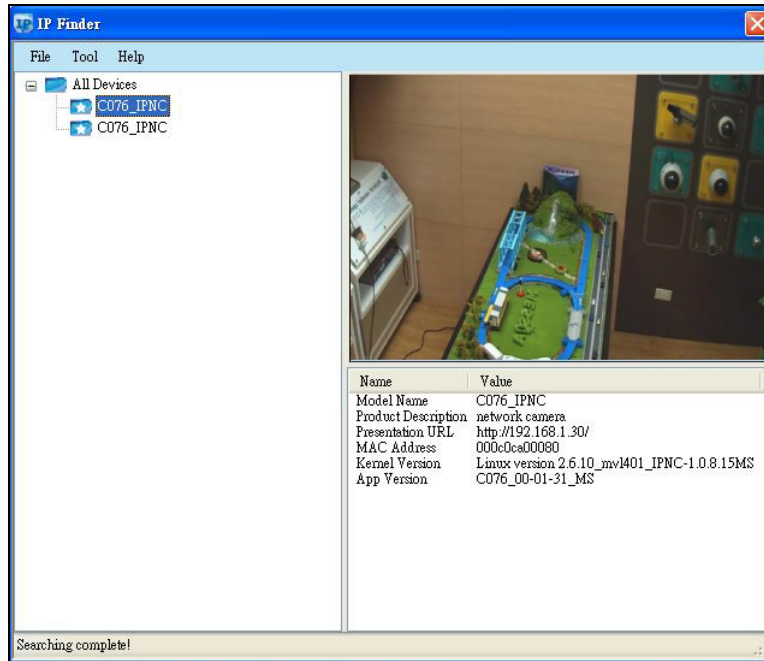 IP Finder
File Tool Help
All Devices
C076_IPNC
C076_IPNC
Name Value
Model Name C076_IPNC
Product Description network camera
Presentation URL http://192.168.1.30/
MAC Address 000c0ca00080
Kernel Version Linux version 2.6.10_mvl401_IPNC-1.0.8.15MS
App Version C076_00-01-31_MS
Searching complete!